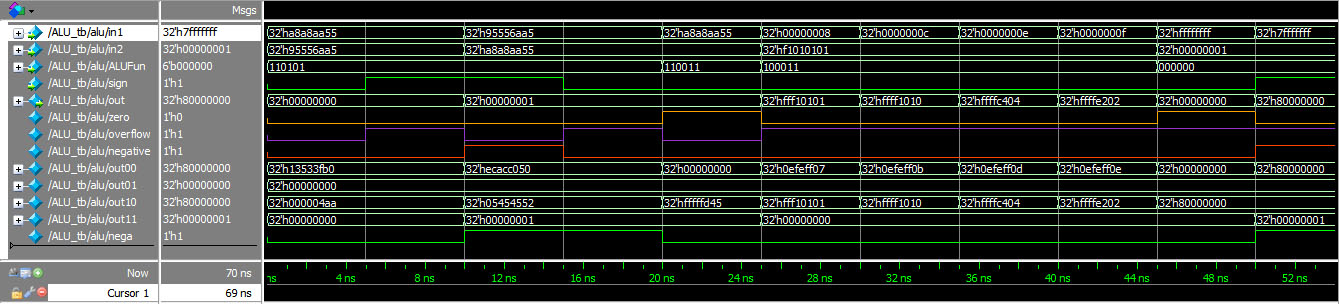 Msgs
/ALU_tb/alu/in1 32'h7fffffff 32'ha8a8aa55 32'h95556aa5 32'ha8a8aa55 32'h00000008 32'h0000000c 32'h0000000e 32'h0000000f 32'hffffffff 32'h7fffffff
/ALU_tb/alu/in2 32'h00000001 32'h95556aa5 32'ha8a8aa55 32'hf1010101 32'h00000001
/ALU_tb/alu/ALUFun 6'b000000 110101 110011 100011 000000
/ALU_tb/alu/sign 1'h1
/ALU_tb/alu/out 32'h80000000 32'h00000000 32'h00000001 32'hfff10101 32'hffff1010 32'hffffc404 32'hffffe202 32'h00000000 32'h80000000
/ALU_tb/alu/zero 1'h0
/ALU_tb/alu/overflow 1'h1
/ALU_tb/alu/negative 1'h1
/ALU_tb/alu/out00 32'h80000000 32'h13533fb0 32'hecacc050 32'h00000000 32'h0efeff07 32'h0efeff0b 32'h0efeff0d 32'h0efeff0e 32'h00000000 32'h80000000
/ALU_tb/alu/out01 32'h00000000 32'h00000000
/ALU_tb/alu/out10 32'h80000000 32'h000004aa 32'h05454552 32'hfffffd45 32'hfff10101 32'hffff1010 32'hffffc404 32'hffffe202 32'h80000000
/ALU_tb/alu/out11 32'h00000001 32'h00000000 32'h00000001 32'h00000000 32'h00000001
/ALU_tb/alu/nega 1'h1
Now 70 ns ns 4 ns 8 ns 12 ns 16 ns 20 ns 24 ns 28 ns 32 ns 36 ns 40 ns 44 ns 48 ns 52 ns
Cursor 1 69 ns